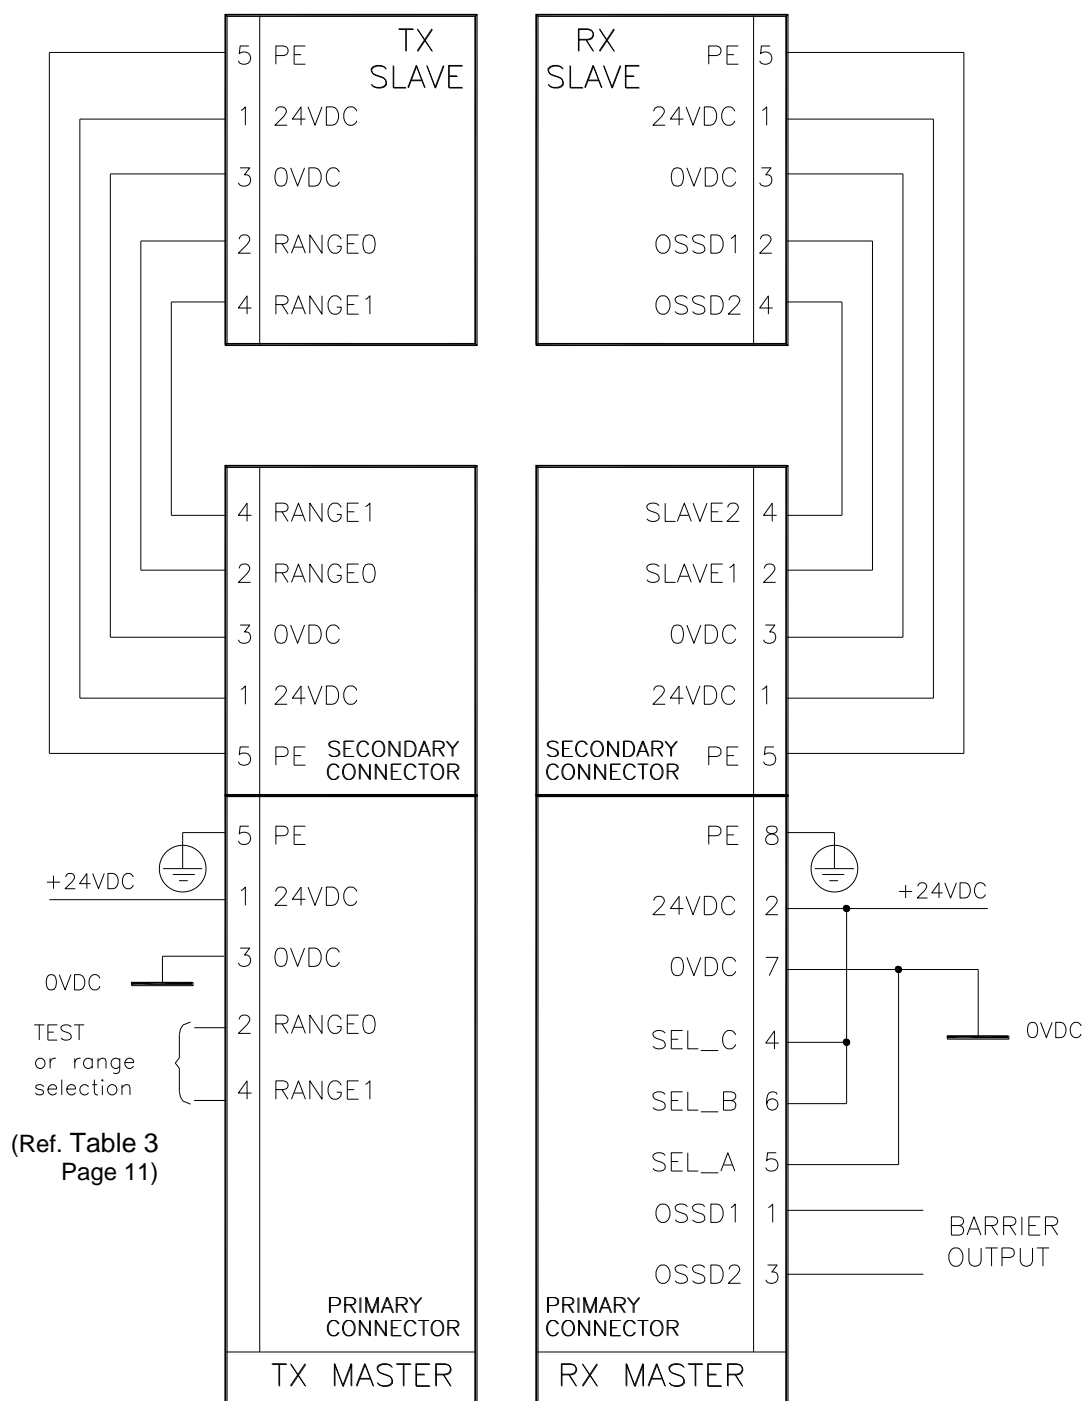 TX
SLAVE
5 PE
1 24VDC
3 0VDC
2 RANGE0
4 RANGE1
RX
SLAVE
PE 5
24VDC 1
0VDC 3
OSSD1 2
OSSD2 4
4 RANGE1
2 RANGE0
3 0VDC
1 24VDC
5 PE
SECONDARY
CONNECTOR
SLAVE2 4
SLAVE1 2
0VDC 3
24VDC 1
PE 5
SECONDARY
CONNECTOR
5 PE
+24VDC
1 24VDC
3 0VDC
0VDC
2 RANGE0
4 RANGE1
TEST
or range
selection
(Ref. Table 3
Page 11)
PRIMARY
CONNECTOR
TX MASTER
PE 8
24VDC 2
+24VDC
0VDC 7
0VDC
SEL_C 4
SEL_B 6
SEL_A 5
OSSD1 1
OSSD2 3
BARRIER
OUTPUT
PRIMARY
CONNECTOR
RX MASTER